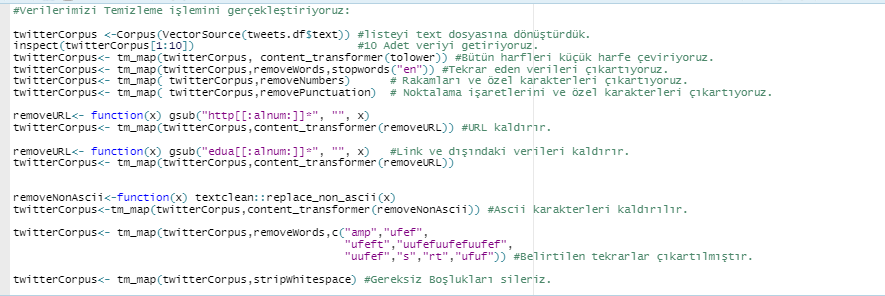 #Verilerimizi Temizleme işlemini gerçekleştiriyoruz:
twitterCorpus <-Corpus(VectorSource(tweets.df$text)) #listeyi text dosyasına dönüştürdük.
inspect(twitterCorpus[1:10]) #10 Adet veriyi getiriyoruz.
twitterCorpus<- tm_map(twitterCorpus, content_transformer(tolower)) #Bütün harfleri küçük harfe çeviriyoruz.
twitterCorpus<- tm_map(twitterCorpus,removeWords,stopwords("en")) #Tekrar eden verileri çıkartıyoruz.
twitterCorpus<- tm_map( twitterCorpus,removeNumbers) # Rakamları ve özel karakterleri çıkartıyoruz.
twitterCorpus<- tm_map( twitterCorpus,removePunctuation) # Noktalama işaretlerini ve özel karakterleri çıkartıyoruz.
removeURL<- function(x) gsub("http[[:alnum:]]*", "", x)
twitterCorpus<- tm_map(twitterCorpus,content_transformer(removeURL)) #URL kaldırır.
removeURL<- function(x) gsub("edua[[:alnum:]]*", "", x) #Link ve dışındaki verileri kaldırır.
twitterCorpus<- tm_map(twitterCorpus,content_transformer(removeURL))
removeNonAscii<-function(x) textclean::replace_non_ascii(x)
twitterCorpus<-tm_map(twitterCorpus,content_transformer(removeNonAscii)) #Ascii karakterleri kaldırılır.
twitterCorpus<- tm_map(twitterCorpus,removeWords,c("amp","ufef",
"ufeft","uufefuufefuufef",
"uufef","s","rt","ufuf")) #Belirtilen tekrarlar çıkartılmıştır.
twitterCorpus<- tm_map(twitterCorpus,stripWhitespace) #Gereksiz Boşlukları sileriz.